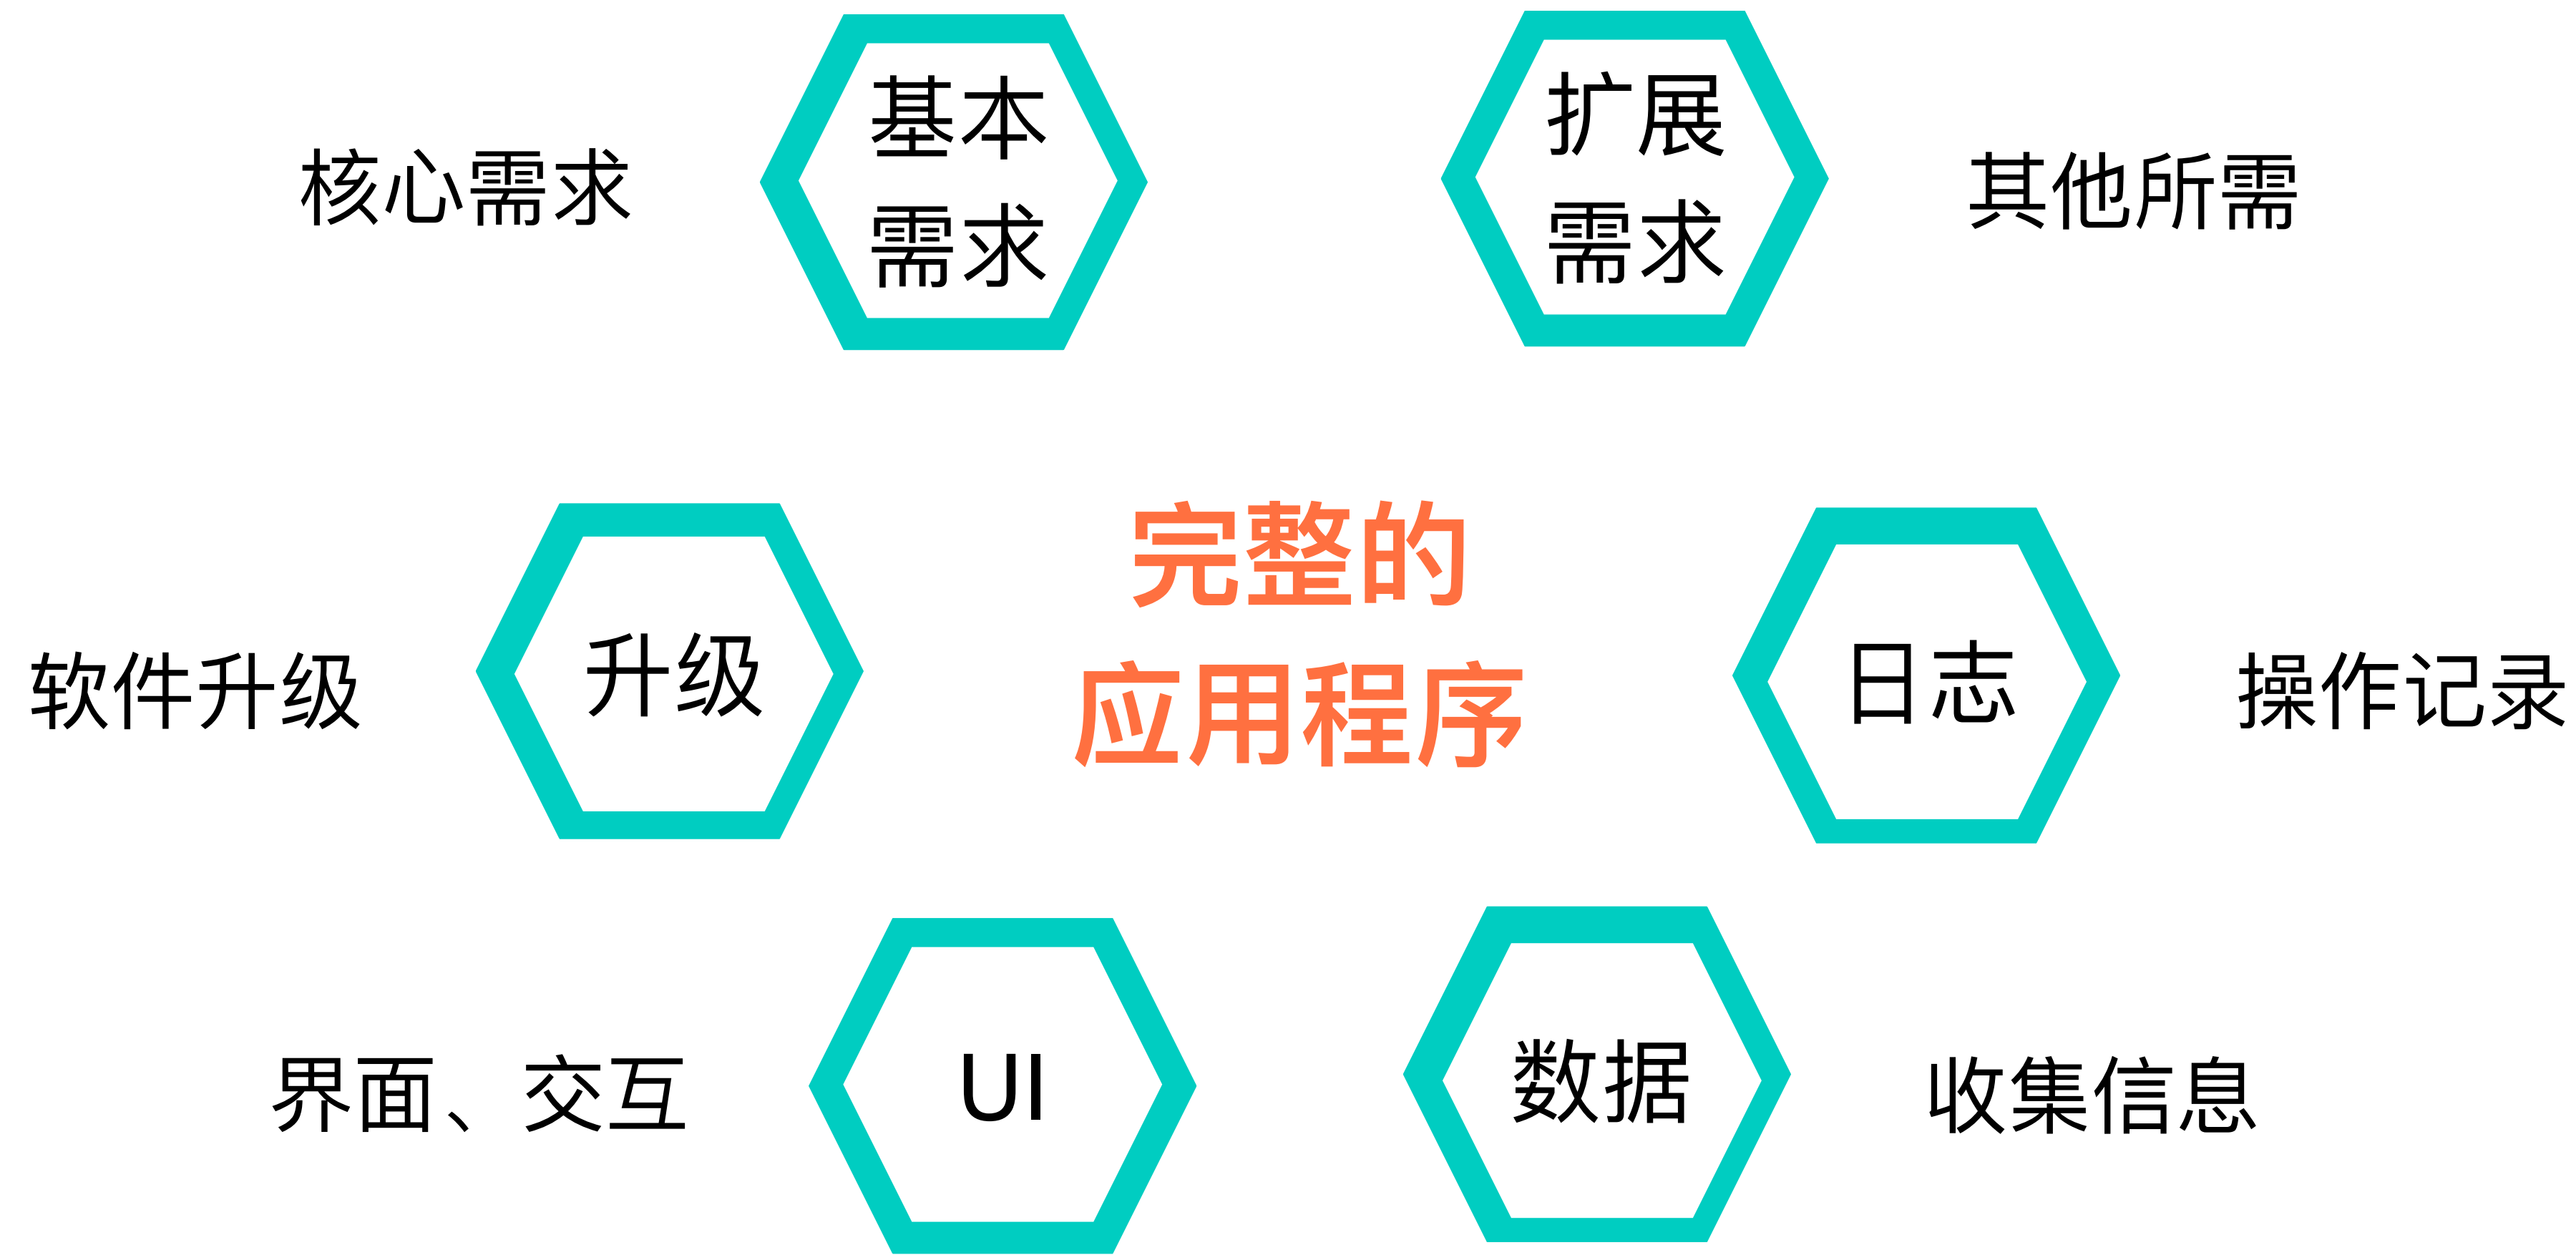 核心需求
基本
需求
扩展
需求
其他所需
软件升级
升级
完整的
应用程序
日志
操作记录
界面、交互
UI
数据
收集信息